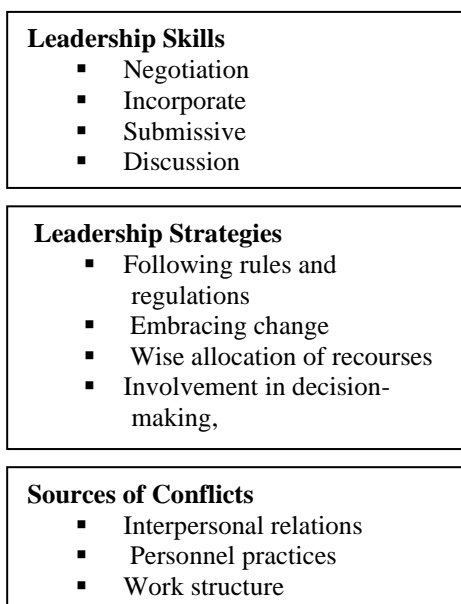 Leadership Skills
▪ Negotiation
▪ Incorporate
▪ Submissive
▪ Discussion
Leadership Strategies
▪ Following rules and
regulations
▪ Embracing change
▪ Wise allocation of recourses
▪ Involvement in decision-
making,
Sources of Conflicts
▪ Interpersonal relations
▪ Personnel practices
▪ Work structure